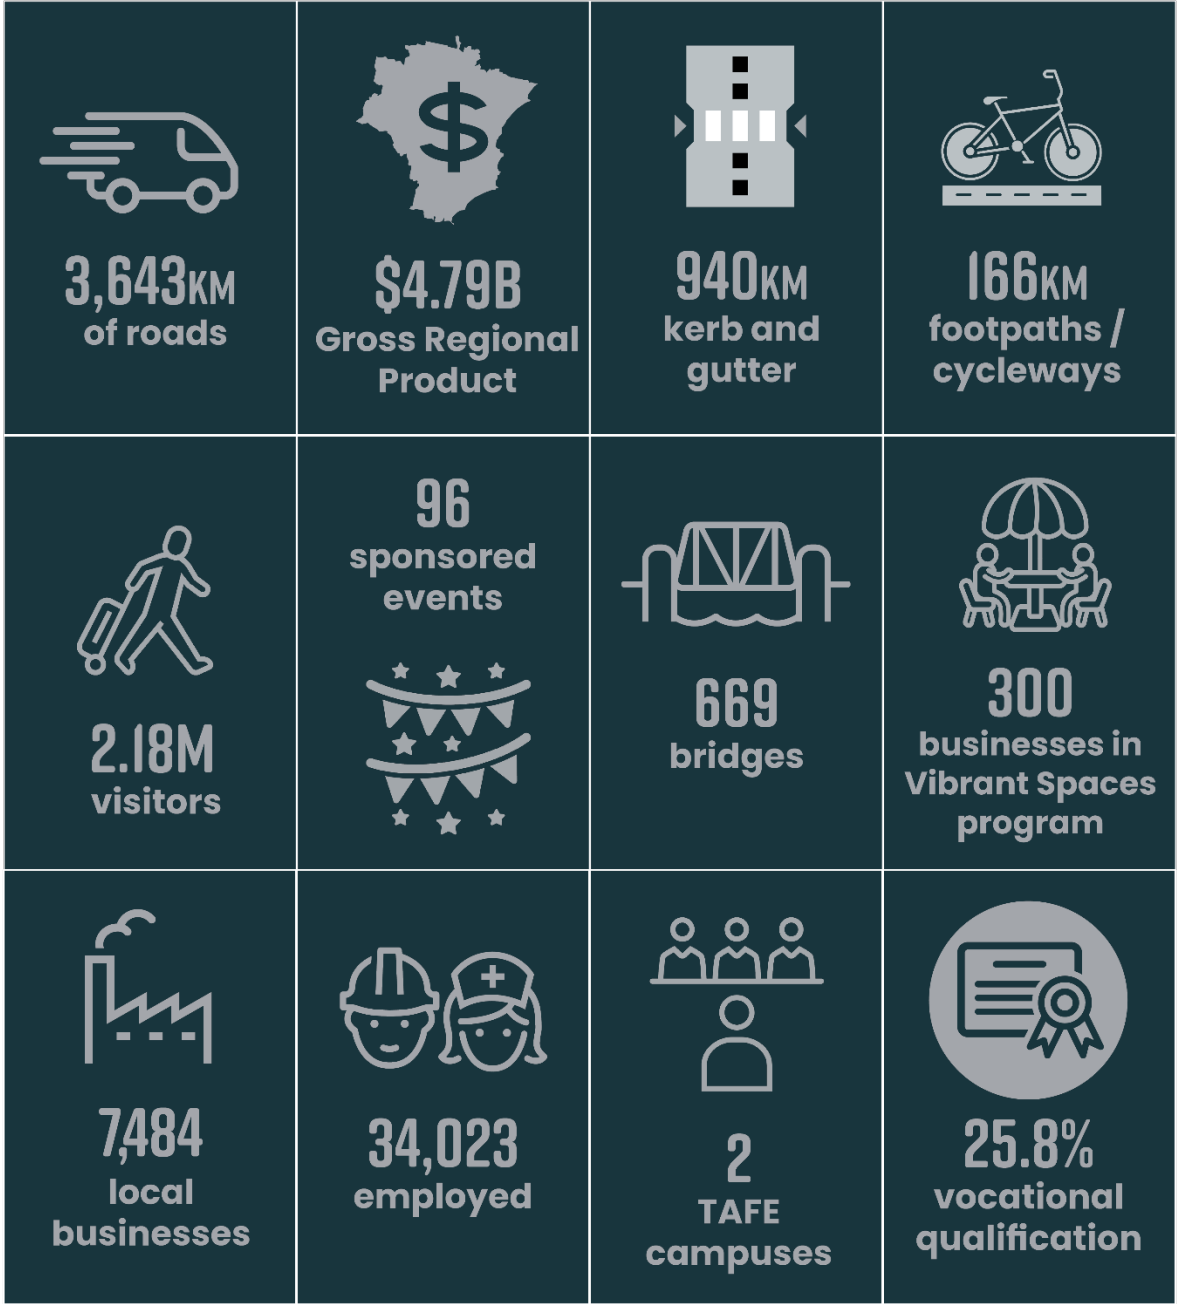 3,643KM
of roads
$
$4.79B
Gross Regional
Product
940KM
kerb and
gutter
166KM
footpaths /
cycleways
2.18M
visitors
96
sponsored
events
669
bridges
300
businesses in
Vibrant Spaces
program
7,484
local
businesses
34,023
employed
2
TAFE
campuses
25.8%
vocational
qualification